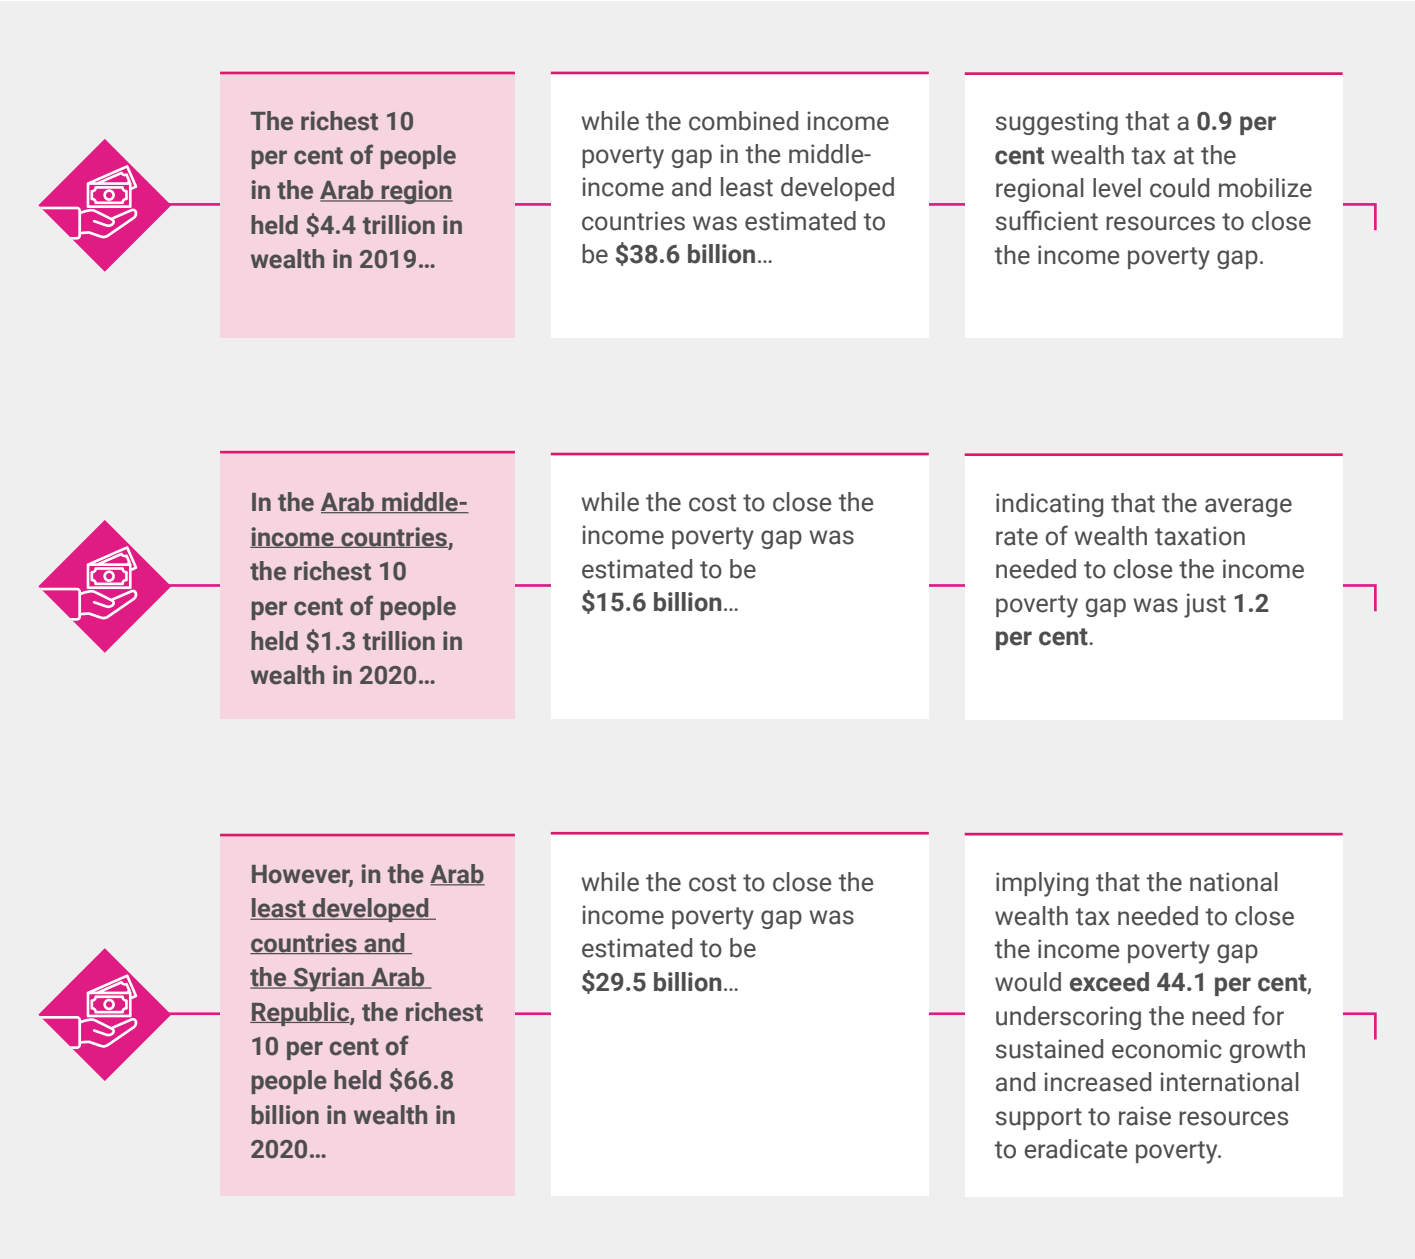 The richest 10
per cent of people
in the Arab region
held $4.4 trillion in
wealth in 2019…
while the combined income
poverty gap in the middle-
income and least developed
countries was estimated to
be $38.6 billion…
suggesting that a 0.9 per
cent wealth tax at the
regional level could mobilize
sufficient resources to close
the income poverty gap.
In the Arab middle-
income countries,
the richest 10
per cent of people
held $1.3 trillion in
wealth in 2020…
while the cost to close the
income poverty gap was
estimated to be
$15.6 billion…
indicating that the average
rate of wealth taxation
needed to close the income
poverty gap was just 1.2
per cent.
However, in the Arab
least developed
countries and
the Syrian Arab
Republic, the richest
10 per cent of
people held $66.8
billion in wealth in
2020…
while the cost to close the
income poverty gap was
estimated to be
$29.5 billion…
implying that the national
wealth tax needed to close
the income poverty gap
would exceed 44.1 per cent,
underscoring the need for
sustained economic growth
and increased international
support to raise resources
to eradicate poverty.